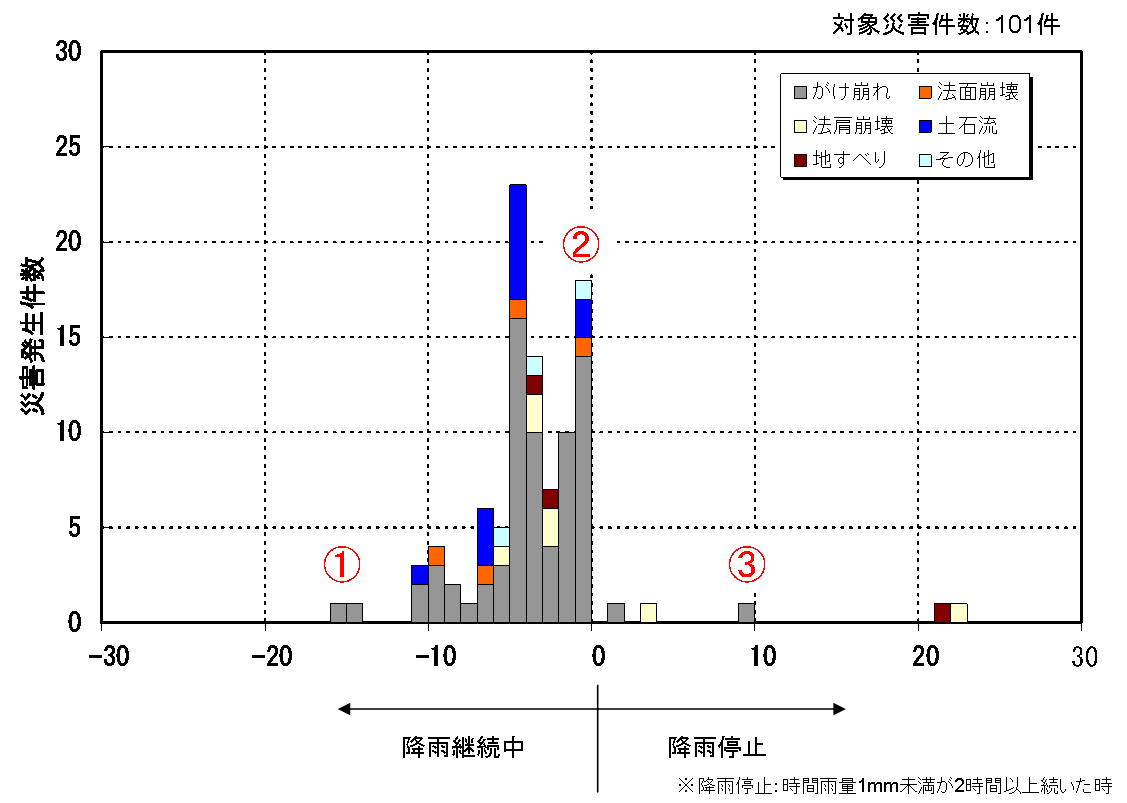 対象災害件数：101件
30
25
20
15
10
5
0
災害発生件数
がけ崩れ
法面崩壊
法肩崩壊
土石流
地すべり
その他
①
②
③
-30
-20
-10
0
10
20
30
降雨継続中
降雨停止
※降雨停止：時間雨量1mm未満が2時間以上続いた時